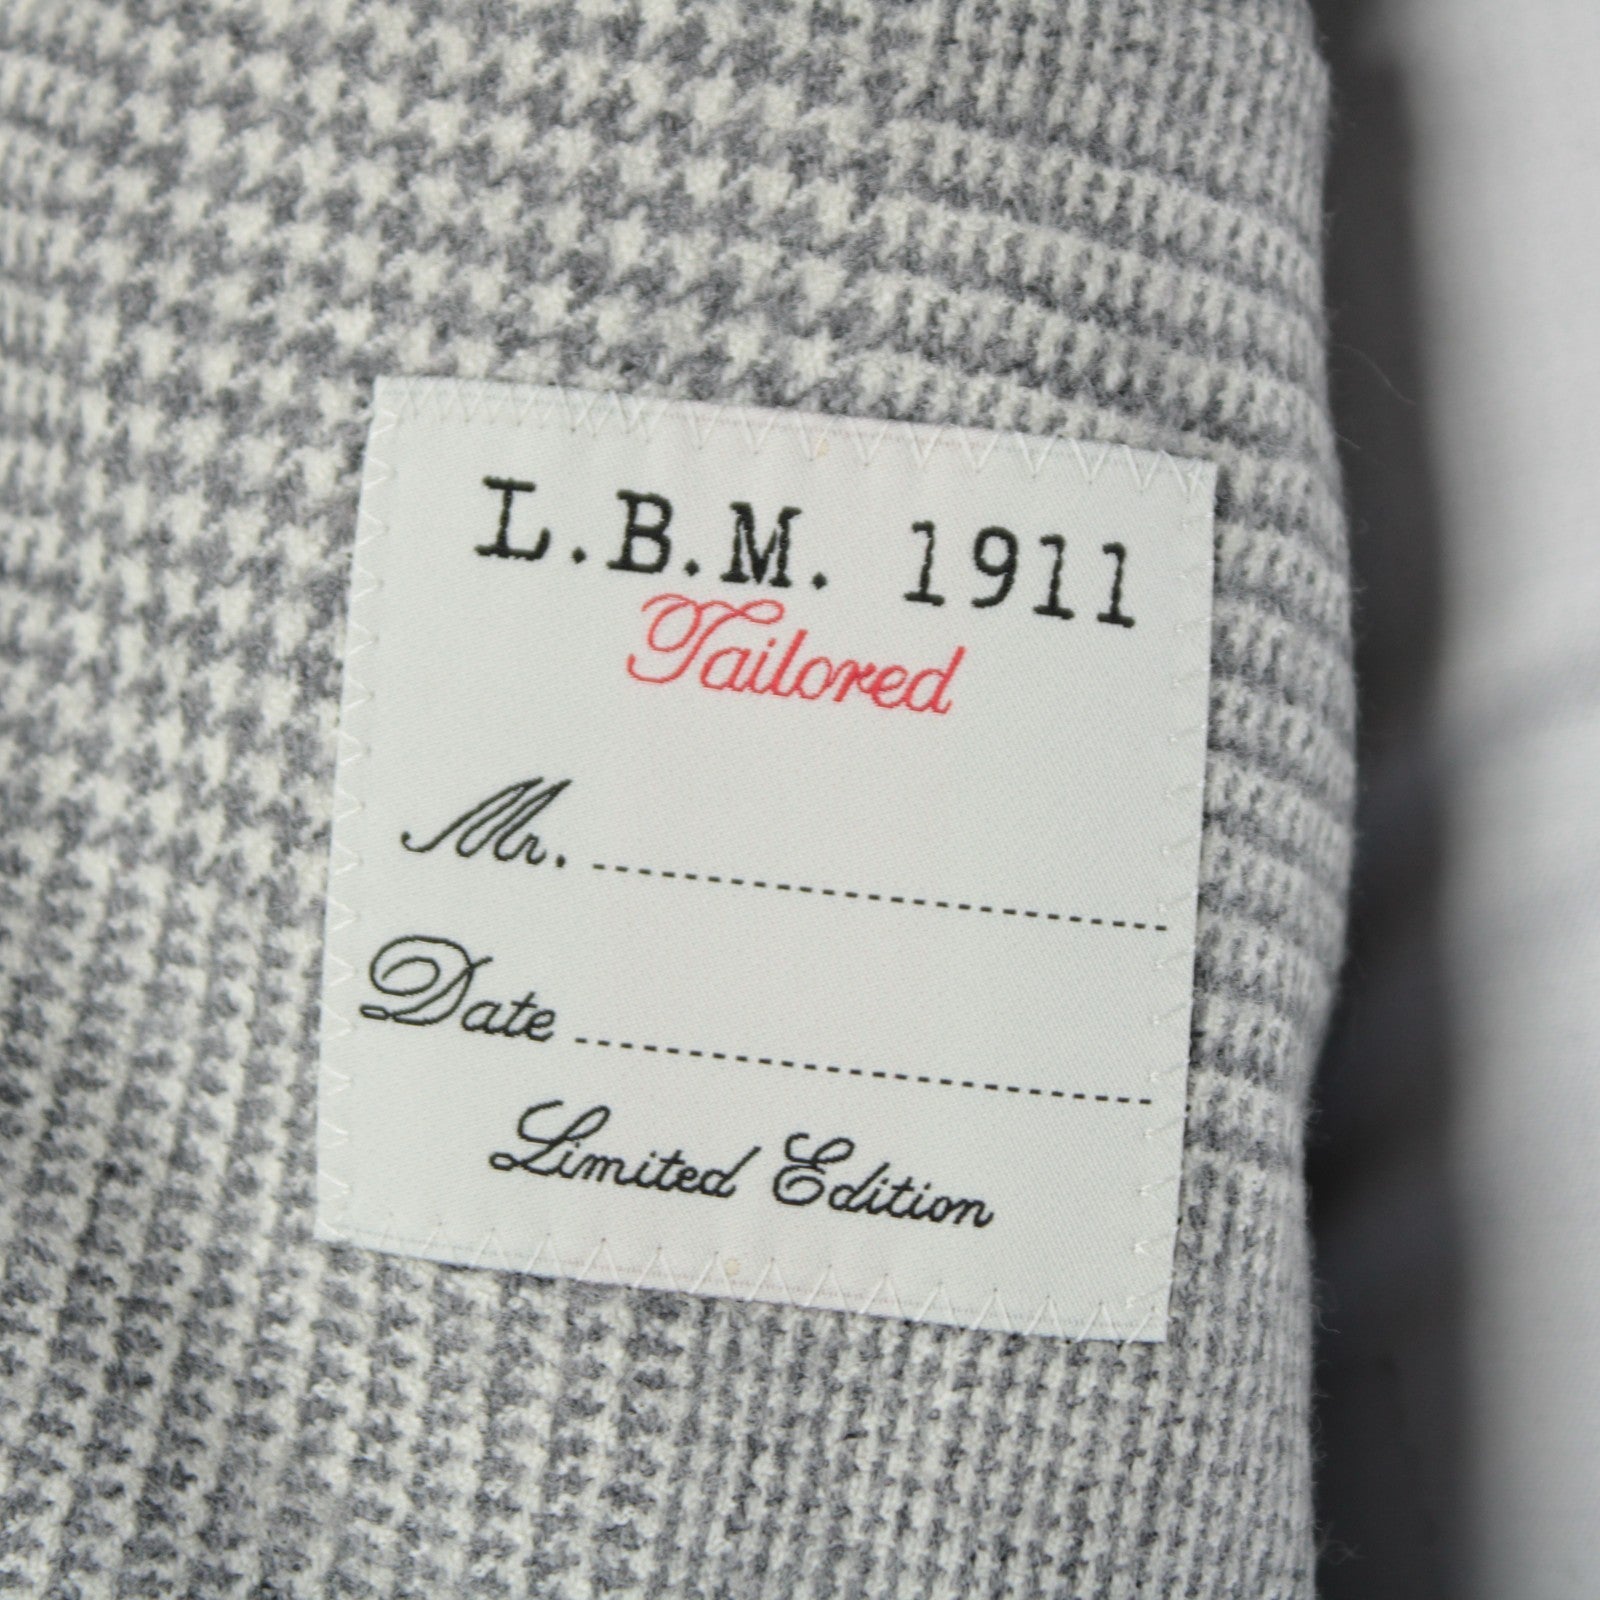 L.B.M. 1911
Tailored
Mr. --------------------
Date --------------------
Limited Edition